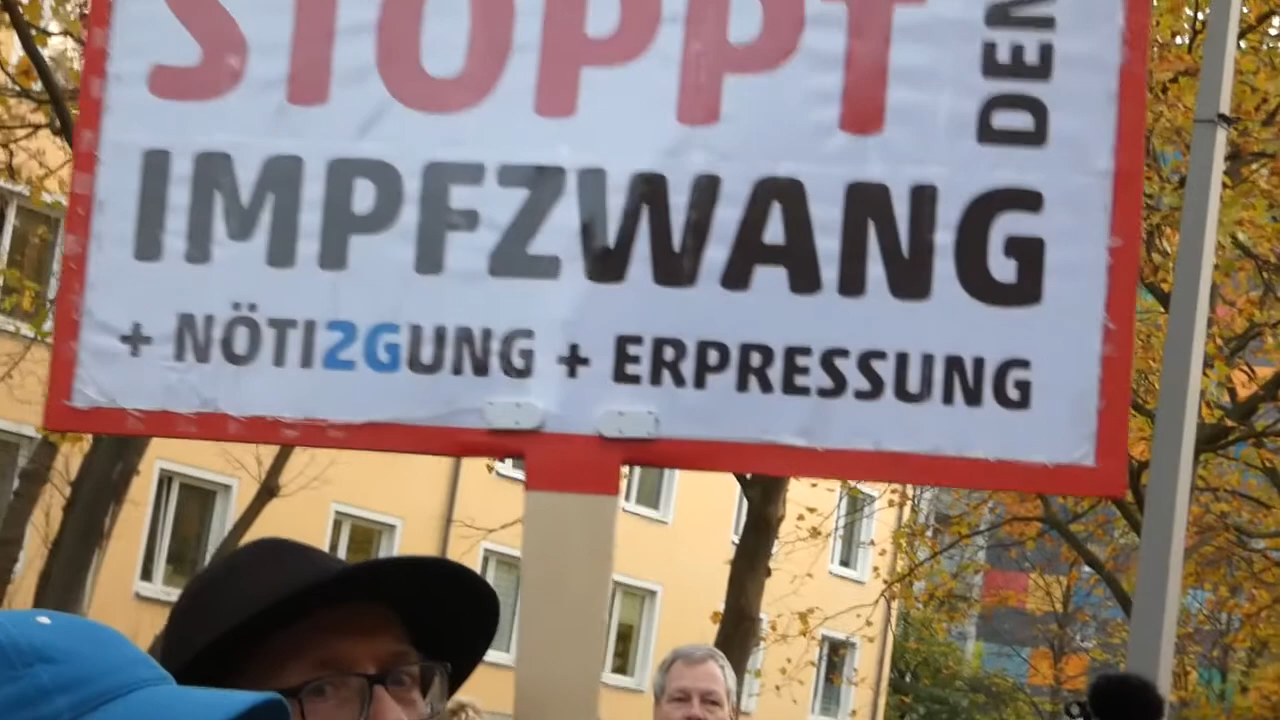 STOPPT DEN
IMPFZWANG
+ NÖTI2GUNG + ERPRESSUNG